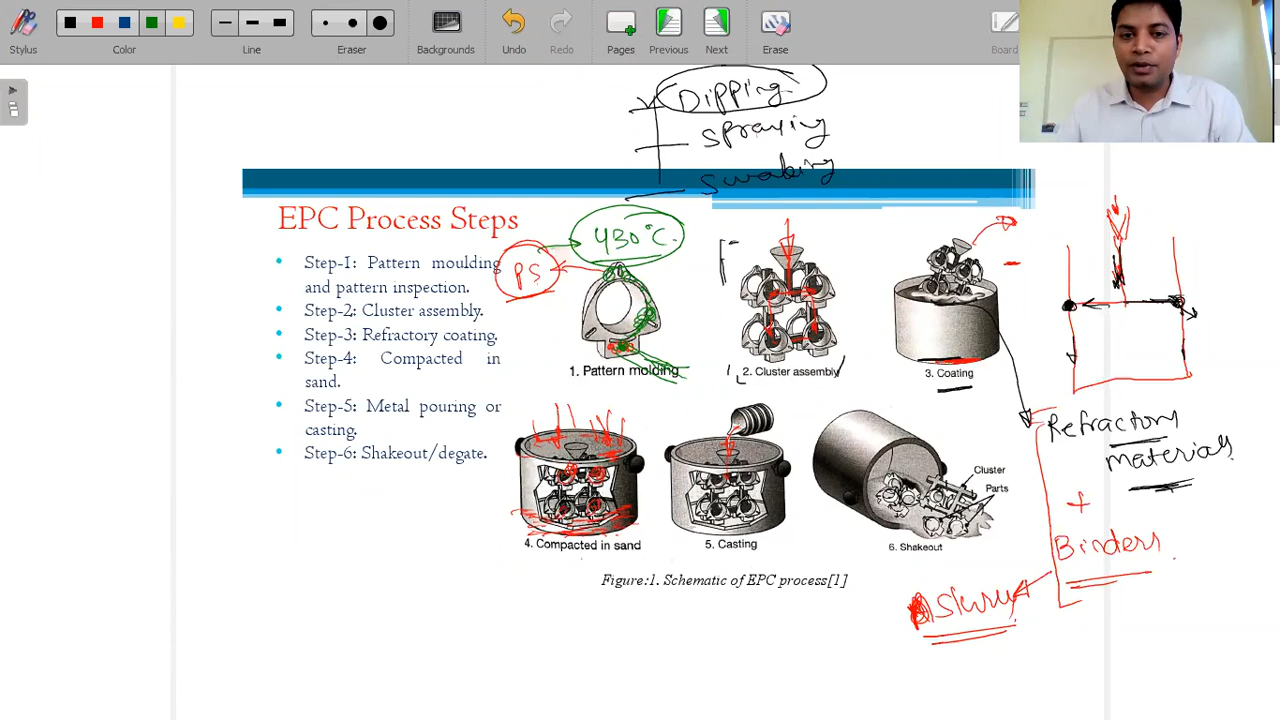 Stylus
Color
Line
Eraser
Backgrounds
Undo
Redo
Pages
Previous
Next
Erase
Board
Dipping
Spraying
Swabing
EPC Process Steps
430°C.
PS
Step-1: Pattern moulding
and pattern inspection.
Step-2: Cluster assembly.
Step-3: Refractory coating.
Step-4: Compacted in
sand.
Step-5: Metal pouring or
casting.
Step-6: Shakeout/degate.
1. Pattern molding
2. Cluster assembly
3. Coating
4. Compacted in sand
5. Casting
Cluster
Parts
6. Shakeout
Figure:1. Schematic of EPC process[1]
Refractory
materials
+
Binders
Slurry